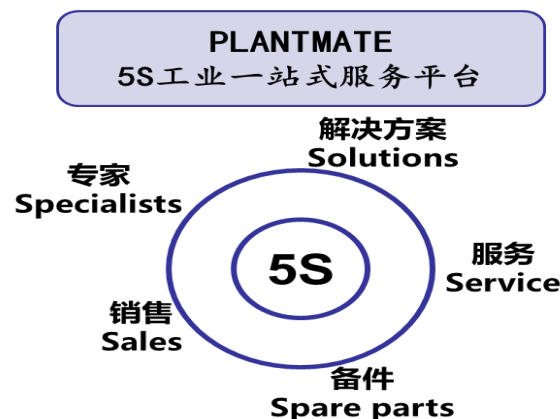 PLANTMATE
5S工业一站式服务平台
解决方案
Solutions
专家
Specialists
5S
服务
Service
销售
Sales
备件
Spare parts